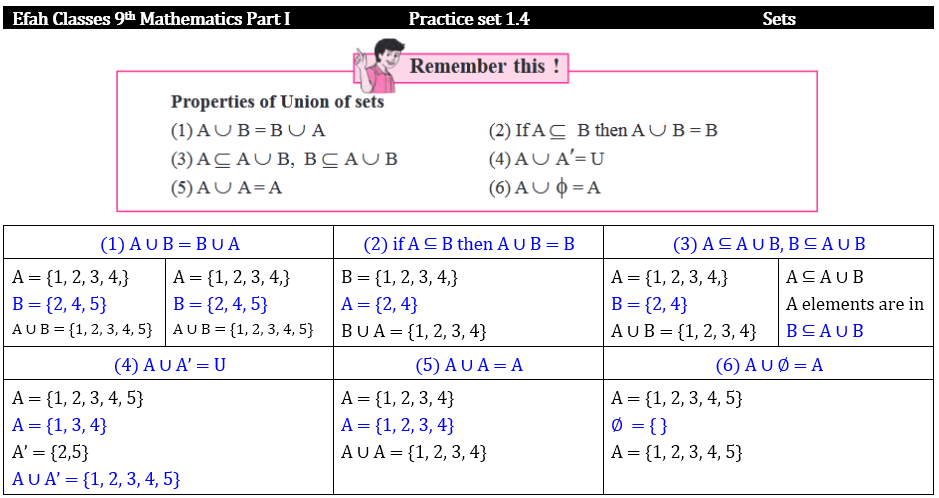 Efah Classes 9th Mathematics Part I Practice set 1.4 Sets
Remember this !
Properties of Union of sets
(1) A ∪ B = B ∪ A
(2) If A ⊆ B then A ∪ B = B
(3) A ⊆ A ∪ B, B ⊆ A ∪ B
(4) A ∪ A′= U
(5) A ∪ A = A
(6) A ∪ ϕ = A
(1) A ∪ B = B ∪ A
A = {1, 2, 3, 4,}
B = {2, 4, 5}
A ∪ B = {1, 2, 3, 4, 5}
A = {1, 2, 3, 4,}
B = {2, 4, 5}
A ∪ B = {1, 2, 3, 4, 5}
(2) if A ⊆ B then A ∪ B = B
B = {1, 2, 3, 4,}
A = {2, 4}
B ∪ A = {1, 2, 3, 4}
(3) A ⊆ A ∪ B, B ⊆ A ∪ B
A = {1, 2, 3, 4,}
B = {2, 4}
A ∪ B = {1, 2, 3, 4}
A ⊆ A ∪ B
A elements are in
B ⊆ A ∪ B
(4) A ∪ A’ = U
A = {1, 2, 3, 4, 5}
A = {1, 3, 4}
A’ = {2,5}
A ∪ A’ = {1, 2, 3, 4, 5}
(5) A ∪ A = A
A = {1, 2, 3, 4}
A = {1, 2, 3, 4}
A ∪ A = {1, 2, 3, 4}
(6) A ∪ Ø = A
A = {1, 2, 3, 4, 5}
Ø = { }
A = {1, 2, 3, 4, 5}